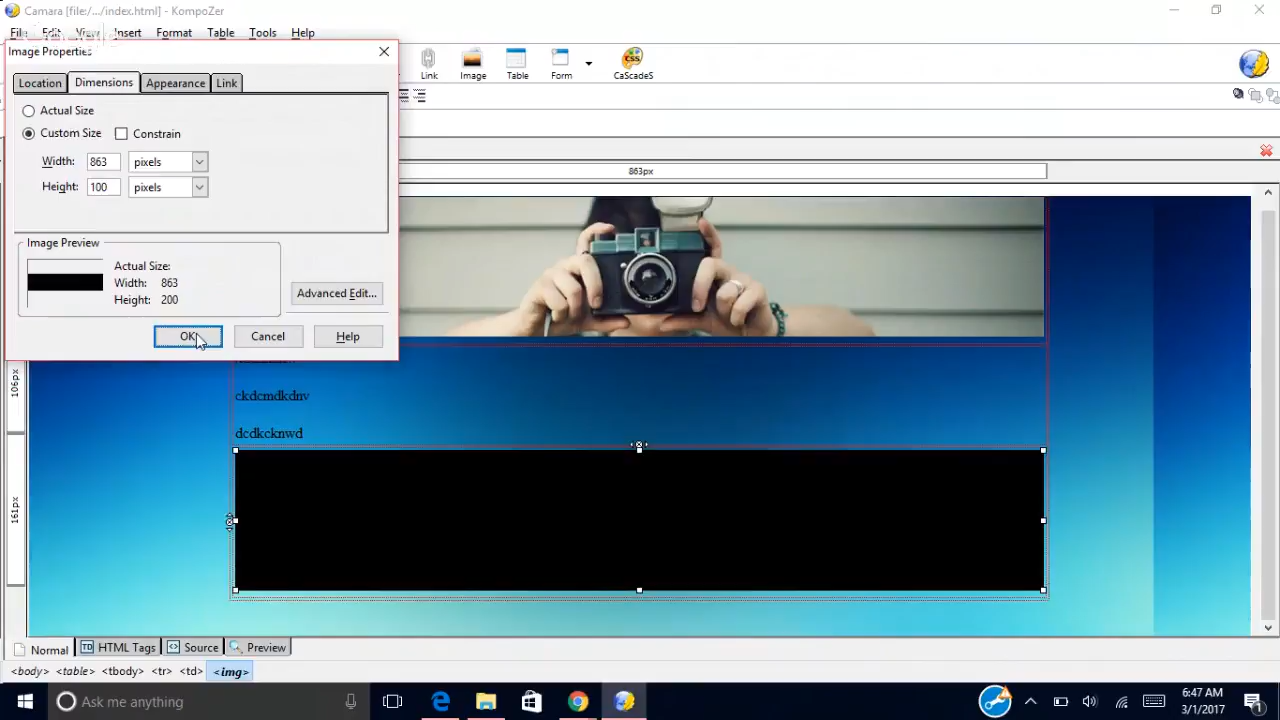 Camara [file:/.../index.html] - KompoZer
File Edit View Insert Format Table Tools Help
Image Properties
Link Image Table Form CaScadeS
Location Dimensions Appearance Link
Actual Size
Custom Size Constrain
Width: 863 pixels
863px
Height: 100 pixels
Image Preview
Actual Size:
Width: 863
Height: 200
Advanced Edit...
OK Cancel Help
106px
ckdcmdkdnv
dcdkcknwd
161px
Normal TD HTML Tags Source Preview
<body> <table> <tbody> <tr> <td> <img>
Ask me anything
6:47 AM
3/1/2017